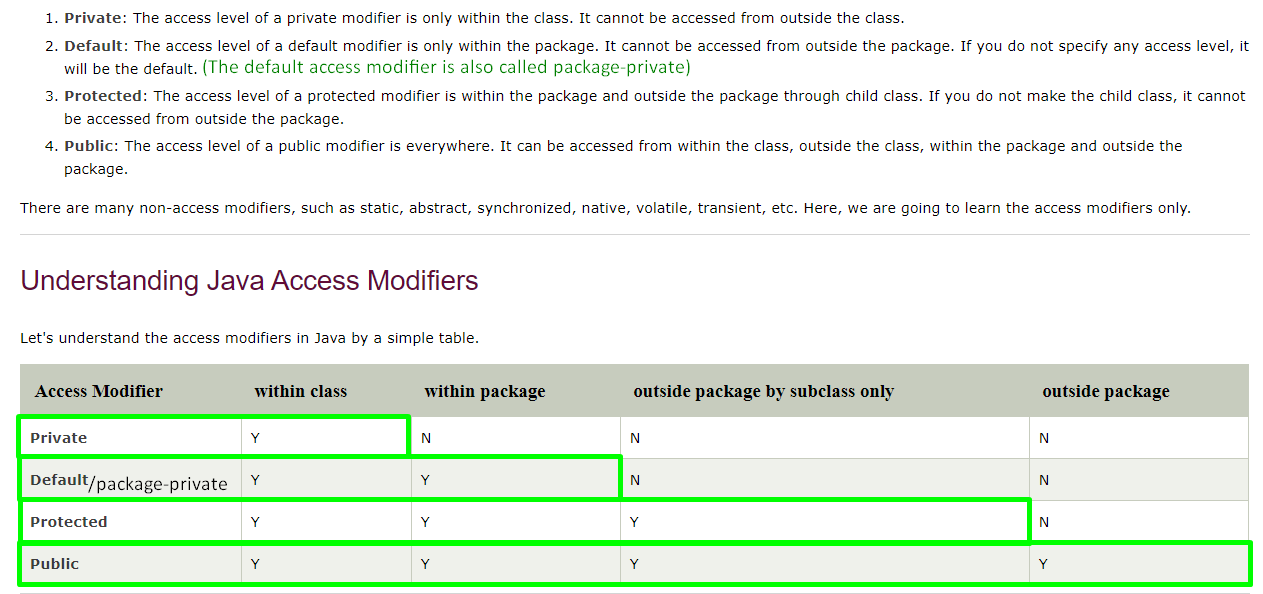 1. Private: The access level of a private modifier is only within the class. It cannot be accessed from outside the class.
2. Default: The access level of a default modifier is only within the package. It cannot be accessed from outside the package. If you do not specify any access level, it
will be the default. (The default access modifier is also called package-private)
3. Protected: The access level of a protected modifier is within the package and outside the package through child class. If you do not make the child class, it cannot
be accessed from outside the package.
4. Public: The access level of a public modifier is everywhere. It can be accessed from within the class, outside the class, within the package and outside the
package.
There are many non-access modifiers, such as static, abstract, synchronized, native, volatile, transient, etc. Here, we are going to learn the access modifiers only.
Understanding Java Access Modifiers
Let's understand the access modifiers in Java by a simple table.
Access Modifier within class within package outside package by subclass only outside package
Private Y N N N
Default/package-private Y Y N N
Protected Y Y Y N
Public Y Y Y Y